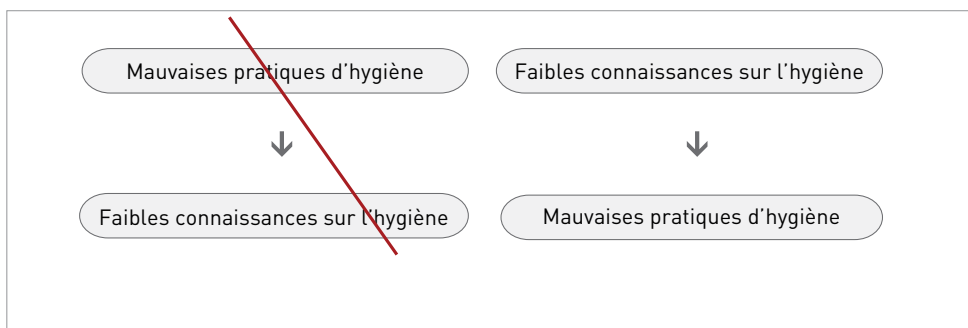 Mauvaises pratiques d'hygiène
Faibles connaissances sur l'hygiène
Faibles connaissances sur l'hygiène
Mauvaises pratiques d'hygiène